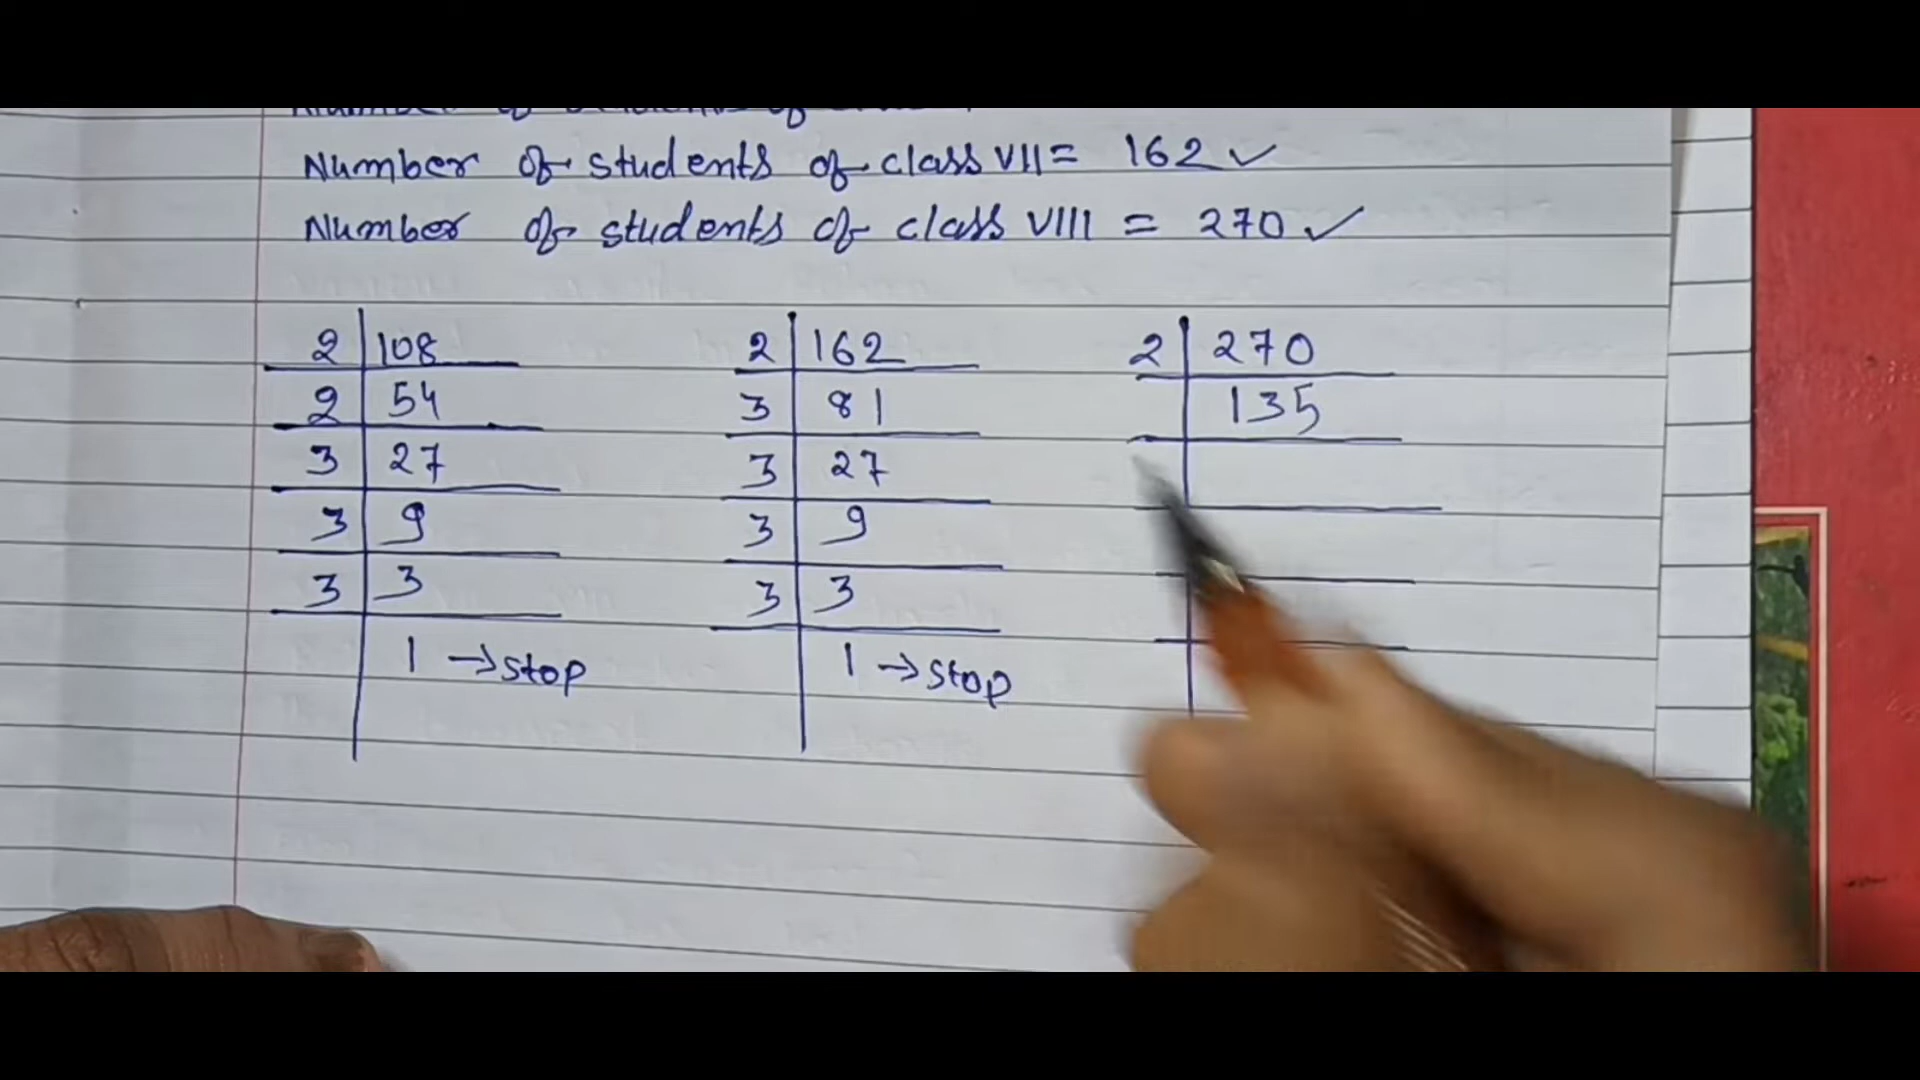 Number of students of class VII = 162 ✓
Number of students of class VIII = 270 ✓
2 108 2 162 2 270
2 54 3 81 135
3 27 3 27
3 9 3 9
3 3 3 3
1 → stop 1 → stop